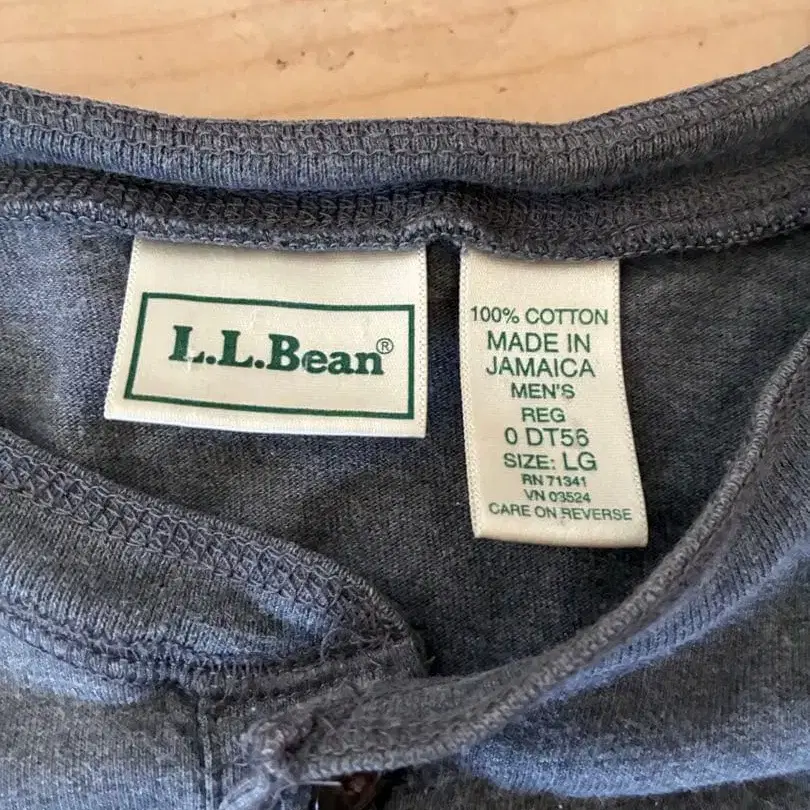 L.L.Bean®
100% COTTON
MADE IN
JAMAICA
MEN'S
REG
0 DT56
SIZE: LG
RN 71341
VN 03524
CARE ON REVERSE